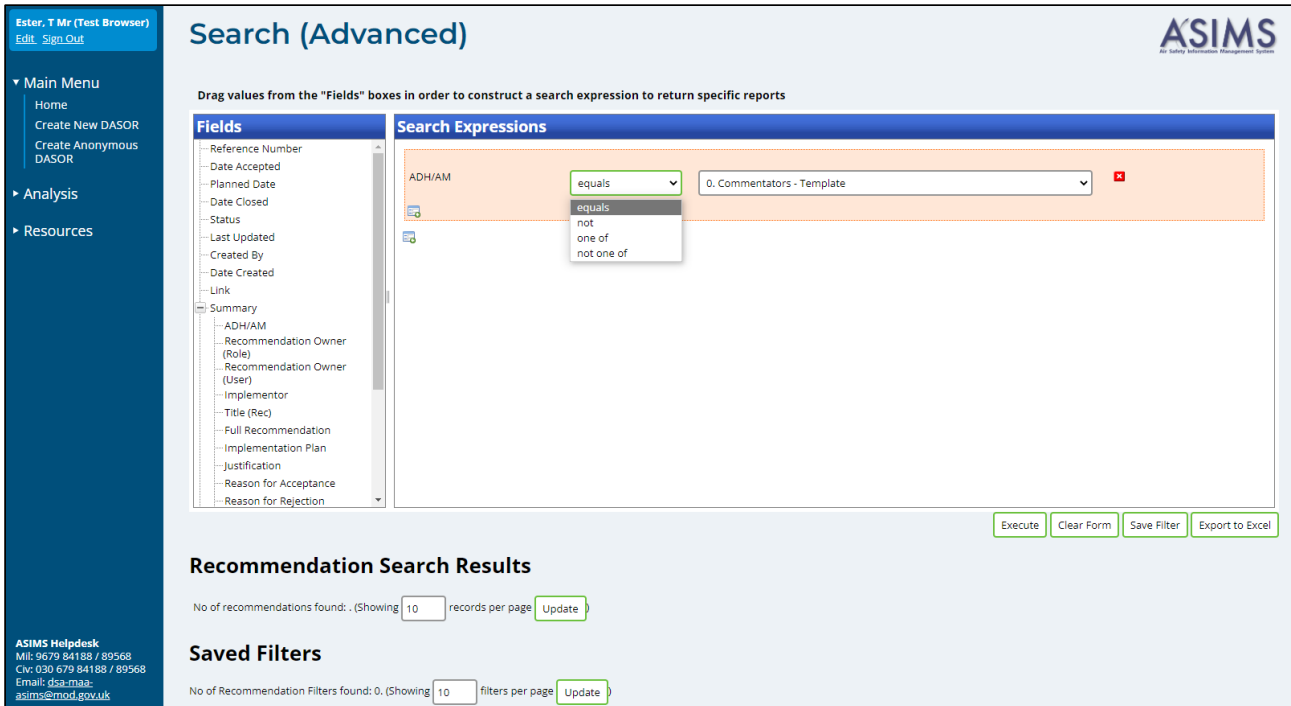 Ester, T Mr (Test Browser)
Edit Sign Out
Main Menu
Home
Create New DASOR
Create Anonymous
DASOR
Analysis
Resources
ASIMS Helpdesk
Mil: 9679 84188 / 89568
Civ: 030 679 84188 / 89568
Email: dsa-maa-
asims@mod.gov.uk
Search (Advanced)
ASIMS
Air Safety Information Management System
Drag values from the "Fields" boxes in order to construct a search expression to return specific reports
Fields
Reference Number
Date Accepted
Planned Date
Date Closed
Status
Last Updated
Created By
Date Created
Link
Summary
ADH/AM
Recommendation Owner
(Role)
Recommendation Owner
(User)
Implementor
Title (Rec)
Full Recommendation
Implementation Plan
Justification
Reason for Acceptance
Reason for Rejection
Search Expressions
ADH/AM
equals
0. Commentators - Template
equals
not
one of
not one of
Execute
Clear Form
Save Filter
Export to Excel
Recommendation Search Results
No of recommendations found: . (Showing 10 records per page Update )
Saved Filters
No of Recommendation Filters found: 0. (Showing 10 filters per page Update )